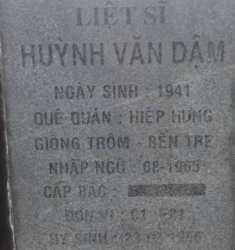 LIỆT SĨ
HUỲNH VĂN DẬM
NGÀY SINH : 1941
QUÊ QUÁN : HIỆP HƯNG
GIỒNG TRÔM - BẾN TRE
NHẬP NGŨ : 08-1965
CẤP BẬC :
ĐƠN VỊ : C1
HY SINH :